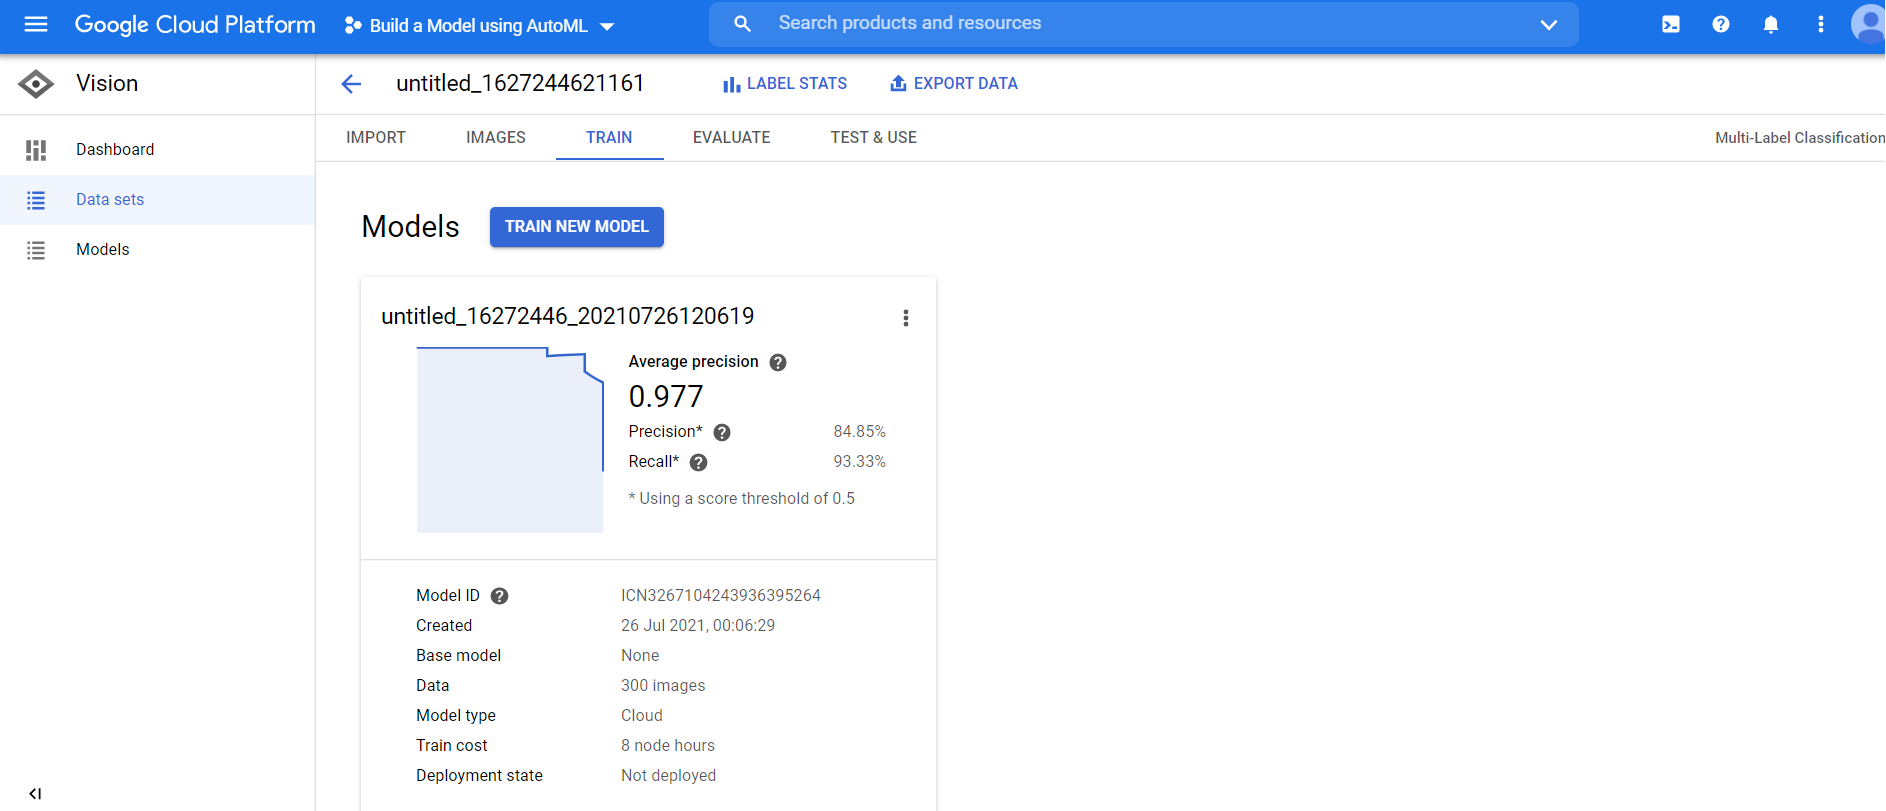 Google Cloud Platform
Build a Model using AutoML
Search products and resources
Vision
untitled_1627244621161
LABEL STATS
EXPORT DATA
IMPORT
IMAGES
TRAIN
EVALUATE
TEST & USE
Multi-Label Classification
Dashboard
Data sets
Models
Models
TRAIN NEW MODEL
untitled_16272446_20210726120619
Average precision
0.977
Precision* 84.85%
Recall* 93.33%
* Using a score threshold of 0.5
Model ID ICN3267104243936395264
Created 26 Jul 2021, 00:06:29
Base model None
Data 300 images
Model type Cloud
Train cost 8 node hours
Deployment state Not deployed